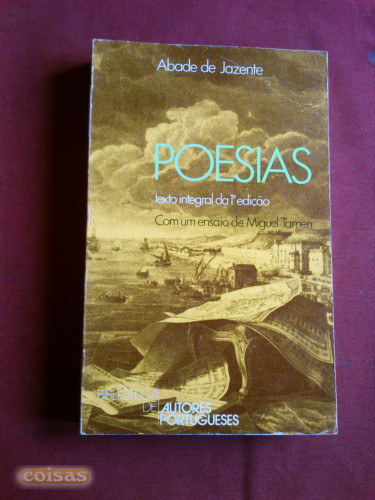 Abade de Jazente
POESIAS
texto integral da 1ª edição
Com um ensaio de Miguel Tamen
BIBLIOTECA
DE AUTORES
PORTUGUESES
coisas